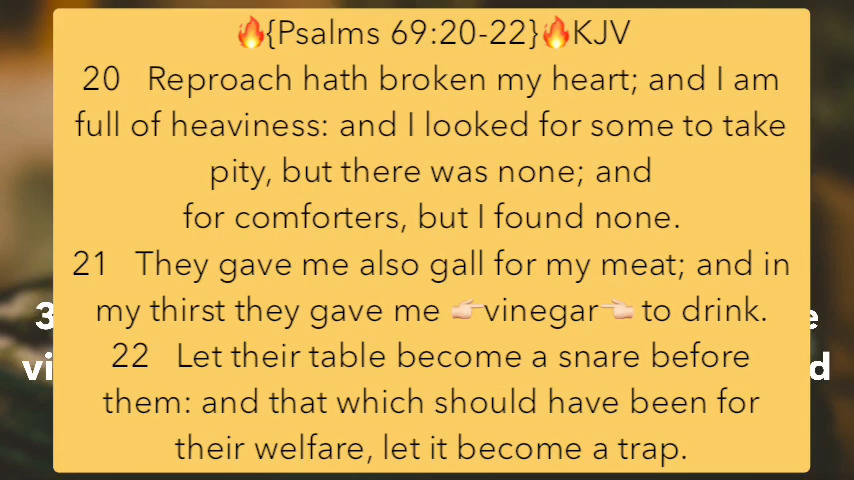 🔥{Psalms 69:20-22}🔥KJV
20 Reproach hath broken my heart; and I am
full of heaviness: and I looked for some to take
pity, but there was none; and
for comforters, but I found none.
21 They gave me also gall for my meat; and in
my thirst they gave me 👉🏻vinegar👈🏻 to drink.
22 Let their table become a snare before
them: and that which should have been for
their welfare, let it become a trap.